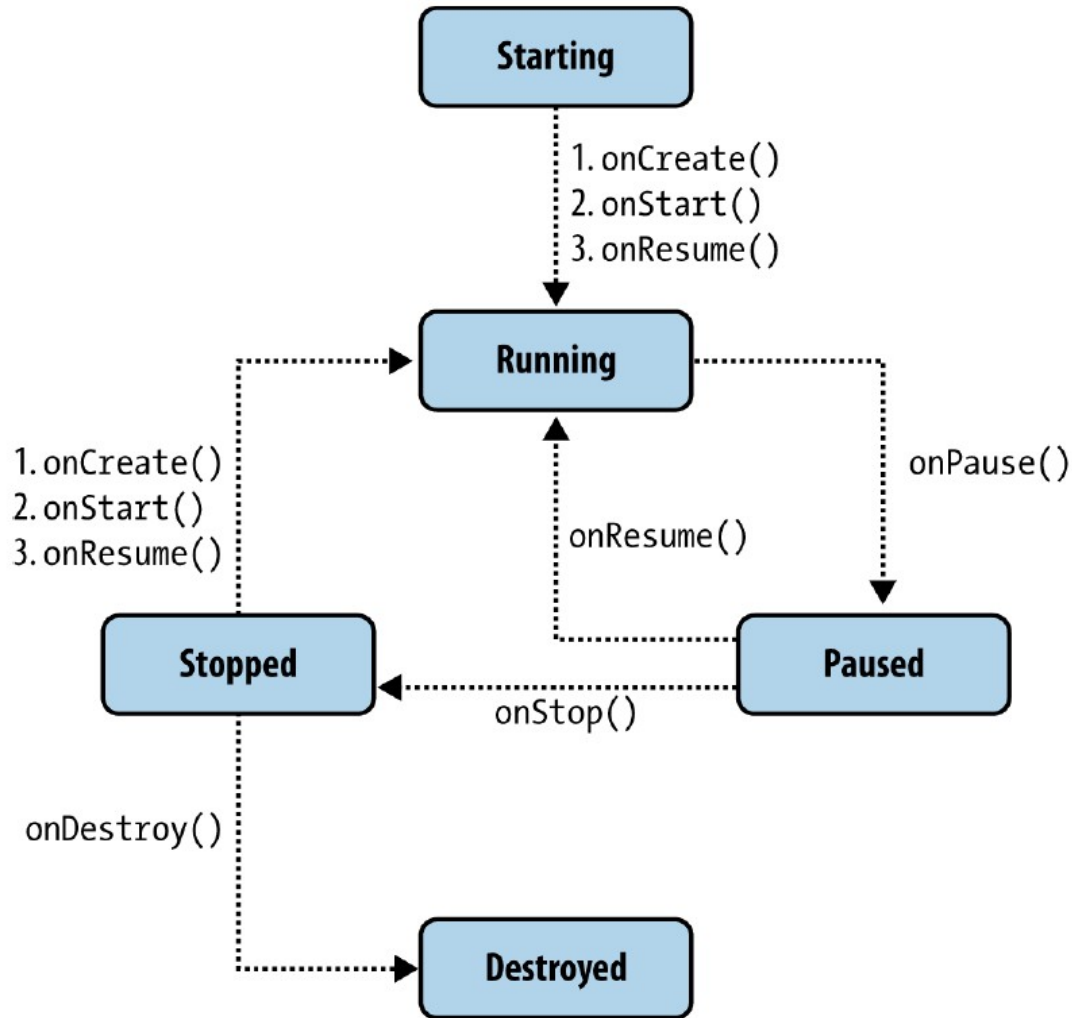 Starting
1. onCreate()
2. onStart()
3. onResume()
Running
1. onCreate()
2. onStart()
3. onResume()
onPause()
onResume()
Stopped
Paused
onStop()
onDestroy()
Destroyed